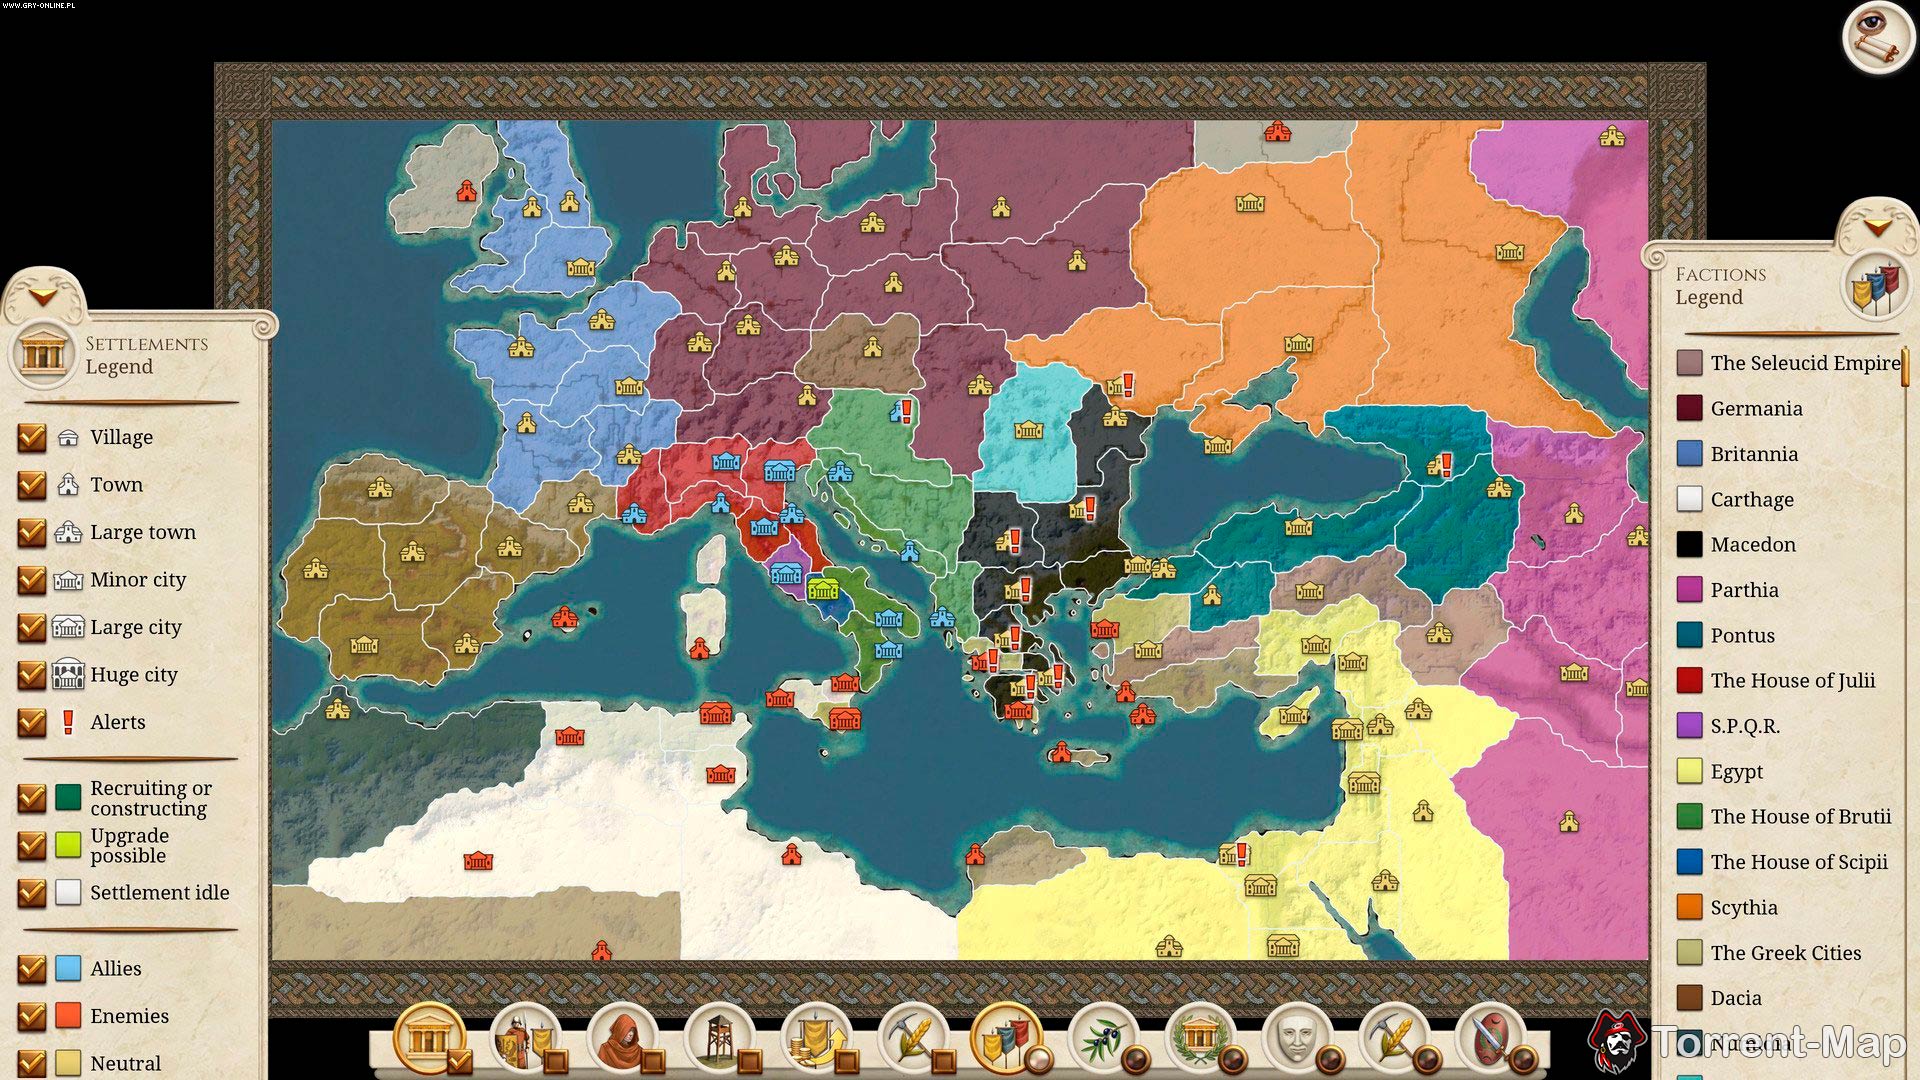 WWW.GRY-ONLINE.PL
SETTLEMENTS
Legend
Village
Town
Large town
Minor city
Large city
Huge city
Alerts
Recruiting or
constructing
Upgrade
possible
Settlement idle
Allies
Enemies
Neutral
FACTIONS
Legend
The Seleucid Empire
Germania
Britannia
Carthage
Macedon
Parthia
Pontus
The House of Julii
S.P.Q.R.
Egypt
The House of Brutii
The House of Scipii
Scythia
The Greek Cities
Dacia
Torrent-Map